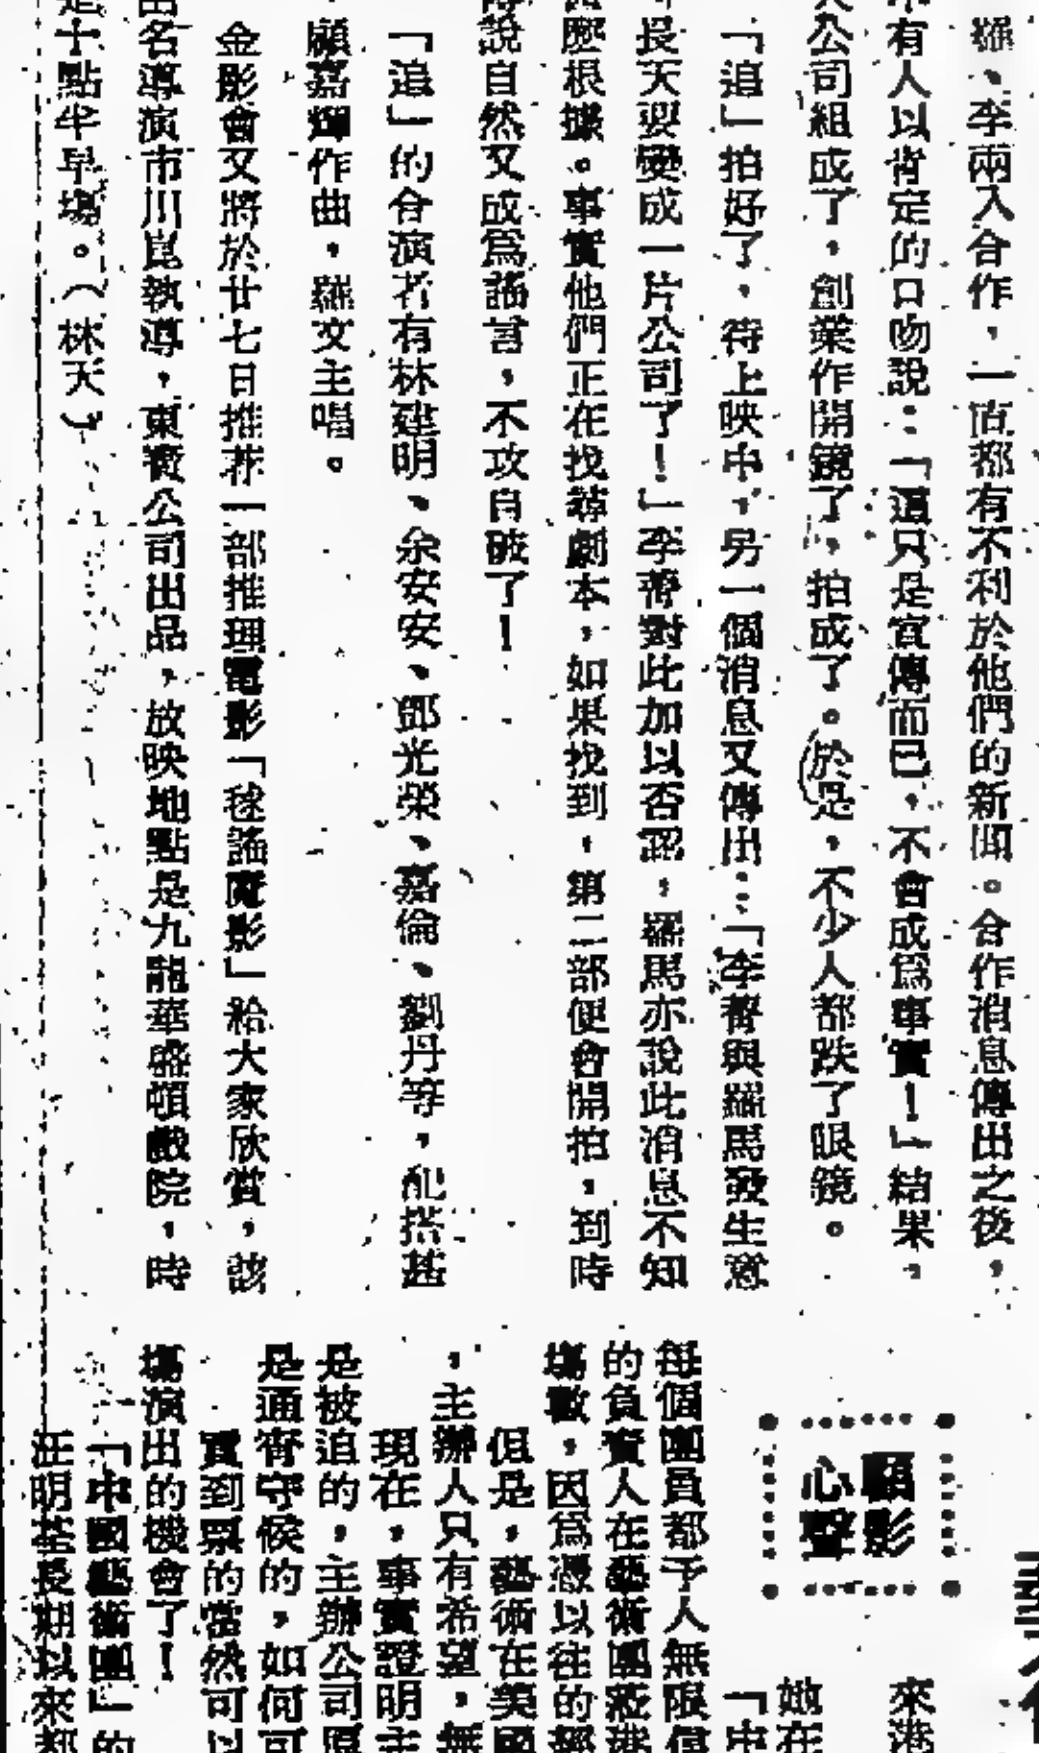 羅、李兩人合作，一直都有不利於他們的新聞。合作消息傳出之後，
有人以肯定的口吻說：「這只是宣傳而已，不會成爲事實！」結果，
公司組成了，創業作開鏡了，拍成了。於是，不少人都跌了眼鏡。
「追」拍好了，待上映中，另一個消息又傳出：「李菁與羅馬發生意
，長天要變成一片公司了！」李菁對此加以否認，羅馬亦說此消息不知
根據。事實他們正在找尋劇本，如果找到，第二部便會開拍，到時
說自然又成爲謠言，不攻自破了！
「追」的合演者有林建明、余安安、鄧光榮、嘉倫、劉丹等，配搭甚
顧嘉輝作曲，羅文主唱。
金影會又將於廿七日推荐一部推理電影「毬謠魔影」給大家欣賞，該
由名導演市川崑執導，東寶公司出品，放映地點是九龍華盛頓戲院，時
十點半早場。（林天）
顧影
心聲
來港
她在
「中
每個團員都予人無限信
的負責人在藝術團蒞港
場數，因爲憑以往的
但是，藝術在美國
，主辦人只有希望，無
現在，事實證明主
是被迫的，主辦公司原
是通宵守候的，如何可
買到票的當然可以
場演出的機會了！
「中國藝術團」的
汪明荃長期以來都